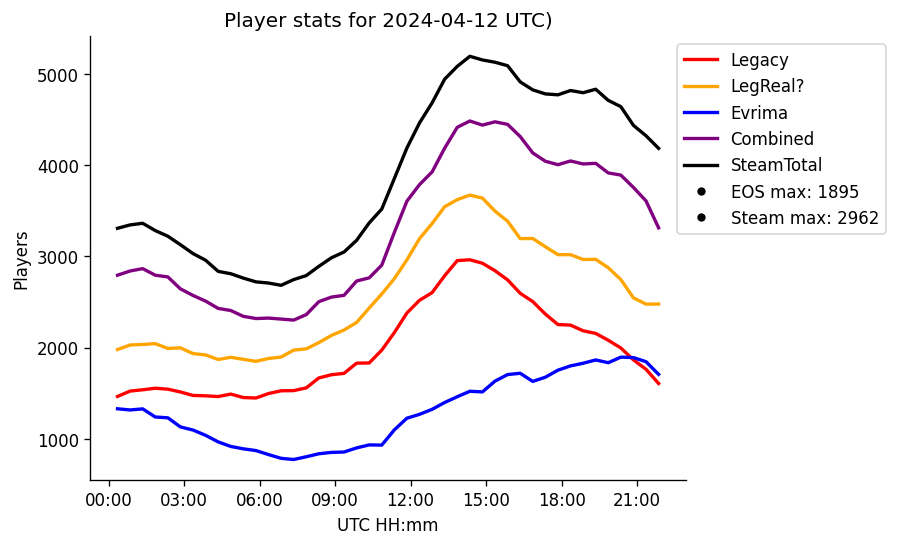 Player stats for 2024-04-12 UTC)
Players
5000
4000
3000
2000
1000
00:00 03:00 06:00 09:00 12:00 15:00 18:00 21:00
UTC HH:mm
Legacy
LegReal?
Evrima
Combined
SteamTotal
EOS max: 1895
Steam max: 2962